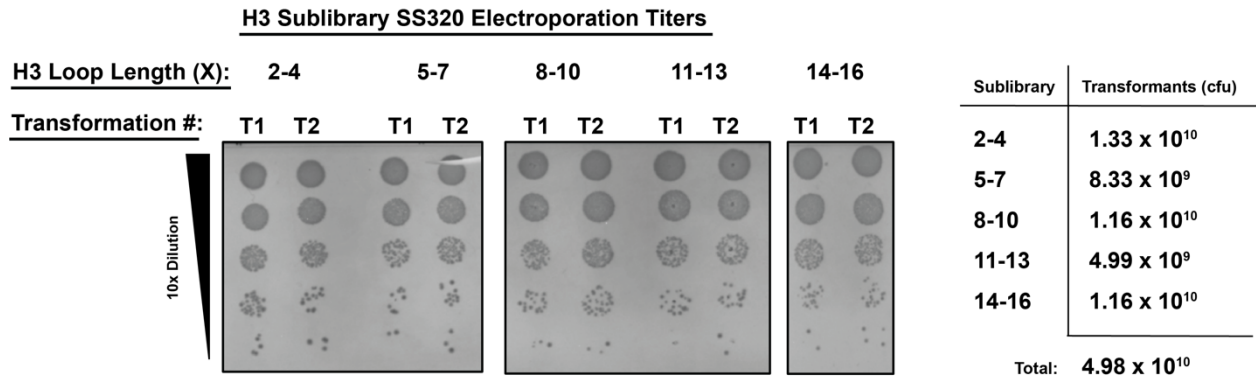 H3 Sublibrary SS320 Electroporation Titers
H3 Loop Length (X): 2-4 5-7 8-10 11-13 14-16
Transformation #: T1 T2 T1 T2 T1 T2 T1 T2 T1 T2
10x Dilution
Sublibrary Transformants (cfu)
2-4 1.33 x 10¹⁰
5-7 8.33 x 10⁹
8-10 1.16 x 10¹⁰
11-13 4.99 x 10⁹
14-16 1.16 x 10¹⁰
Total: 4.98 x 10¹⁰